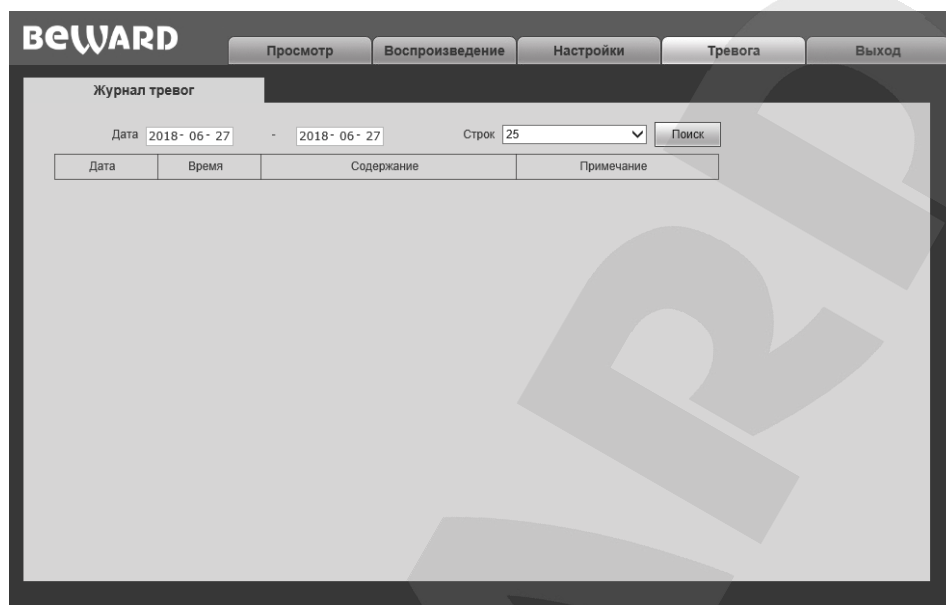 BEWARD
Просмотр Воспроизведение Настройки Тревога Выход
Журнал тревог
Дата 2018- 06- 27 - 2018- 06- 27 Строк 25 Поиск
Дата Время Содержание Примечание